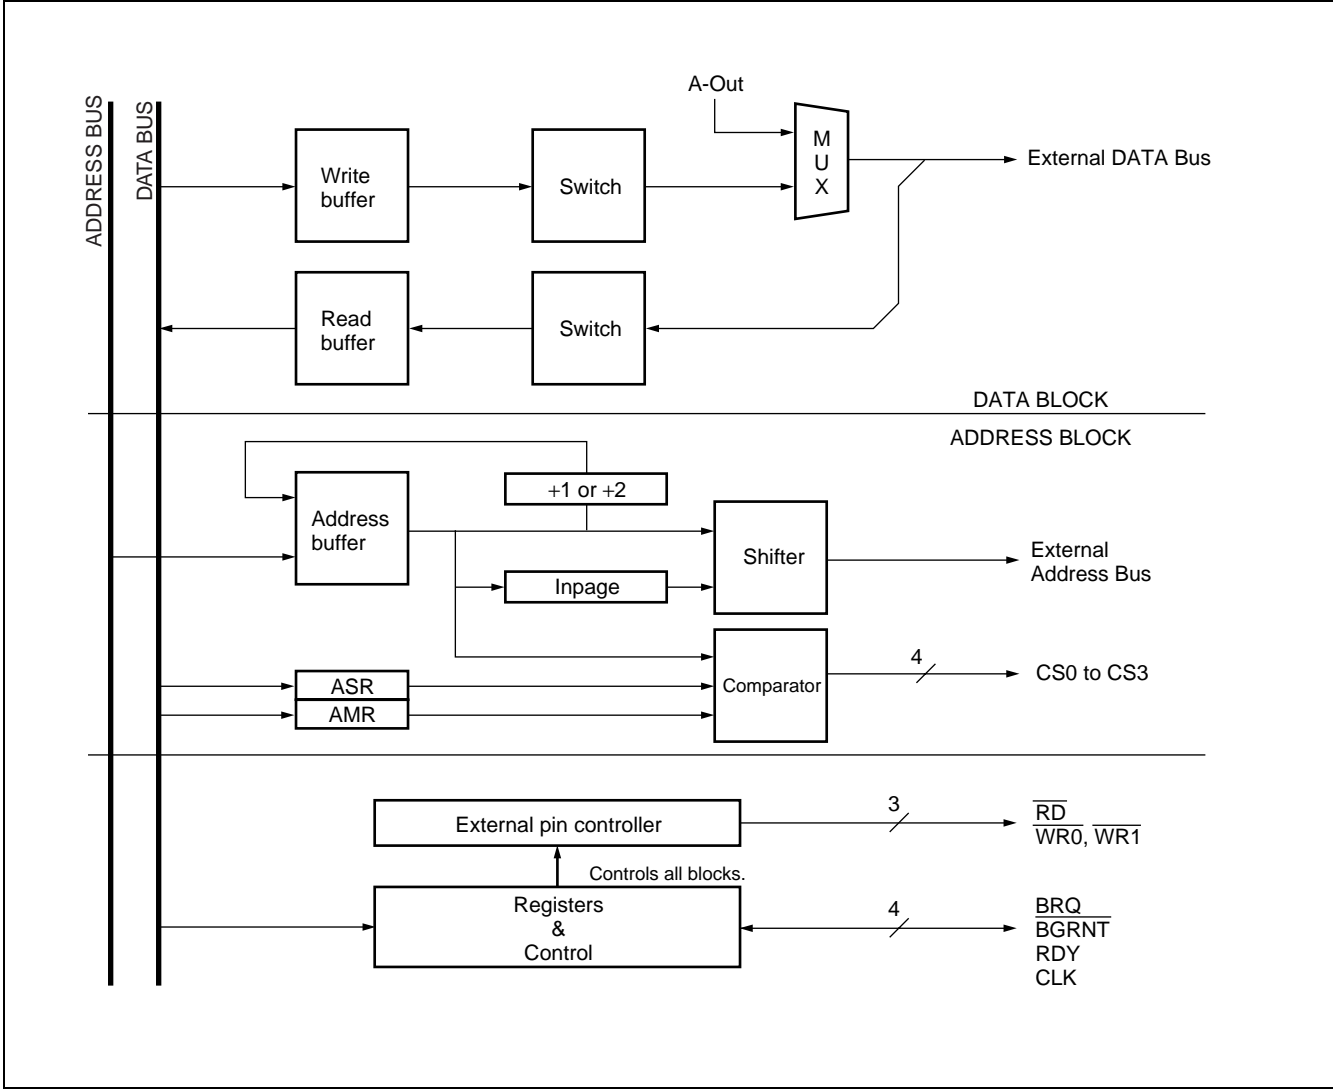 ADDRESS BUS
DATA BUS
A-Out
M
U
X
External DATA Bus
Write
buffer
Switch
Read
buffer
Switch
DATA BLOCK
ADDRESS BLOCK
+1 or +2
Address
buffer
Shifter
External
Address Bus
Inpage
ASR
AMR
Comparator
4
CS0 to CS3
External pin controller
3
RD
WR0, WR1
Controls all blocks.
Registers
&
Control
4
BRQ
BGRNT
RDY
CLK